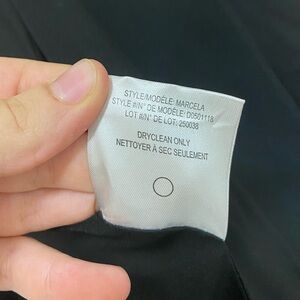 STYLE/MODÈLE: MARCELA
STYLE #/N° DE MODÈLE: D0501118
LOT #/N° DE LOT: 250038
DRYCLEAN ONLY
NETTOYER À SEC SEULEMENT